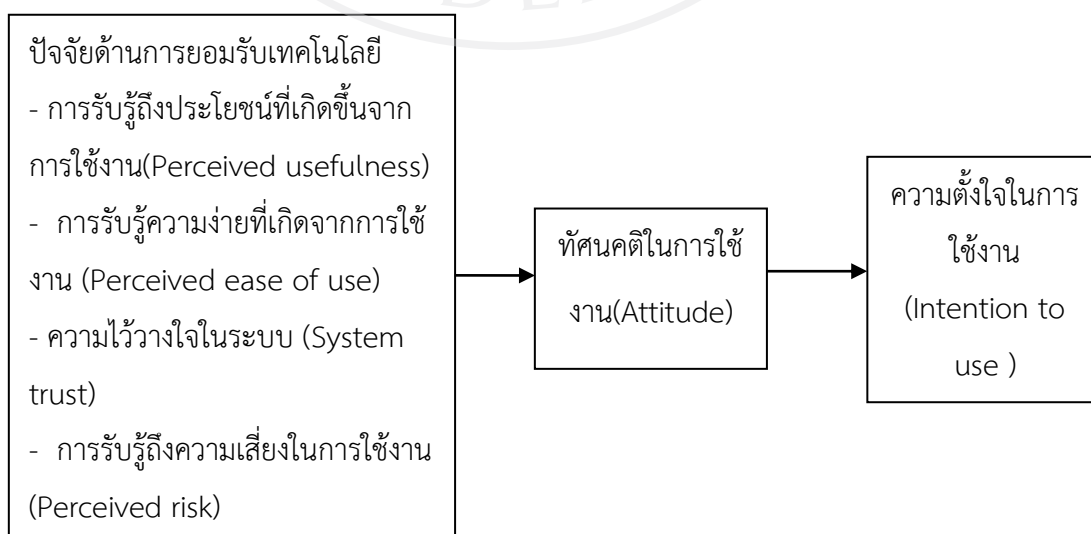 ปัจจัยด้านการยอมรับเทคโนโลยี
- การรับรู้ถึงประโยชน์ที่เกิดขึ้นจาก
การใช้งาน(Perceived usefulness)
- การรับรู้ความง่ายที่เกิดจากการใช้
งาน (Perceived ease of use)
- ความไว้วางใจในระบบ (System
trust)
- การรับรู้ถึงความเสี่ยงในการใช้งาน
(Perceived risk)
ทัศนคติในการใช้
งาน(Attitude)
ความตั้งใจในการ
ใช้งาน
(Intention to
use )